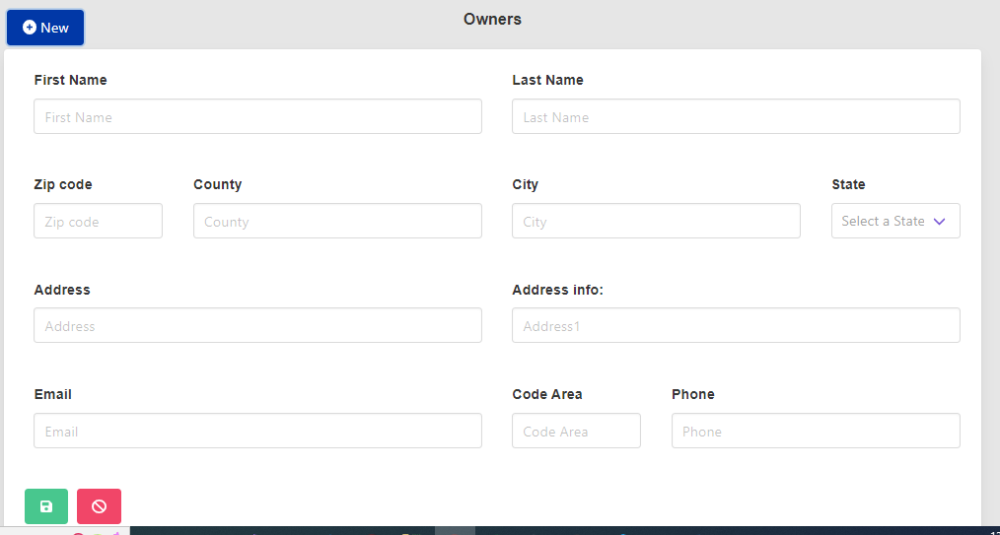 Owners
New
First Name Last Name
First Name Last Name
Zip code County City State
Zip code County City Select a State
Address Address info:
Address Address1
Email Code Area Phone
Email Code Area Phone